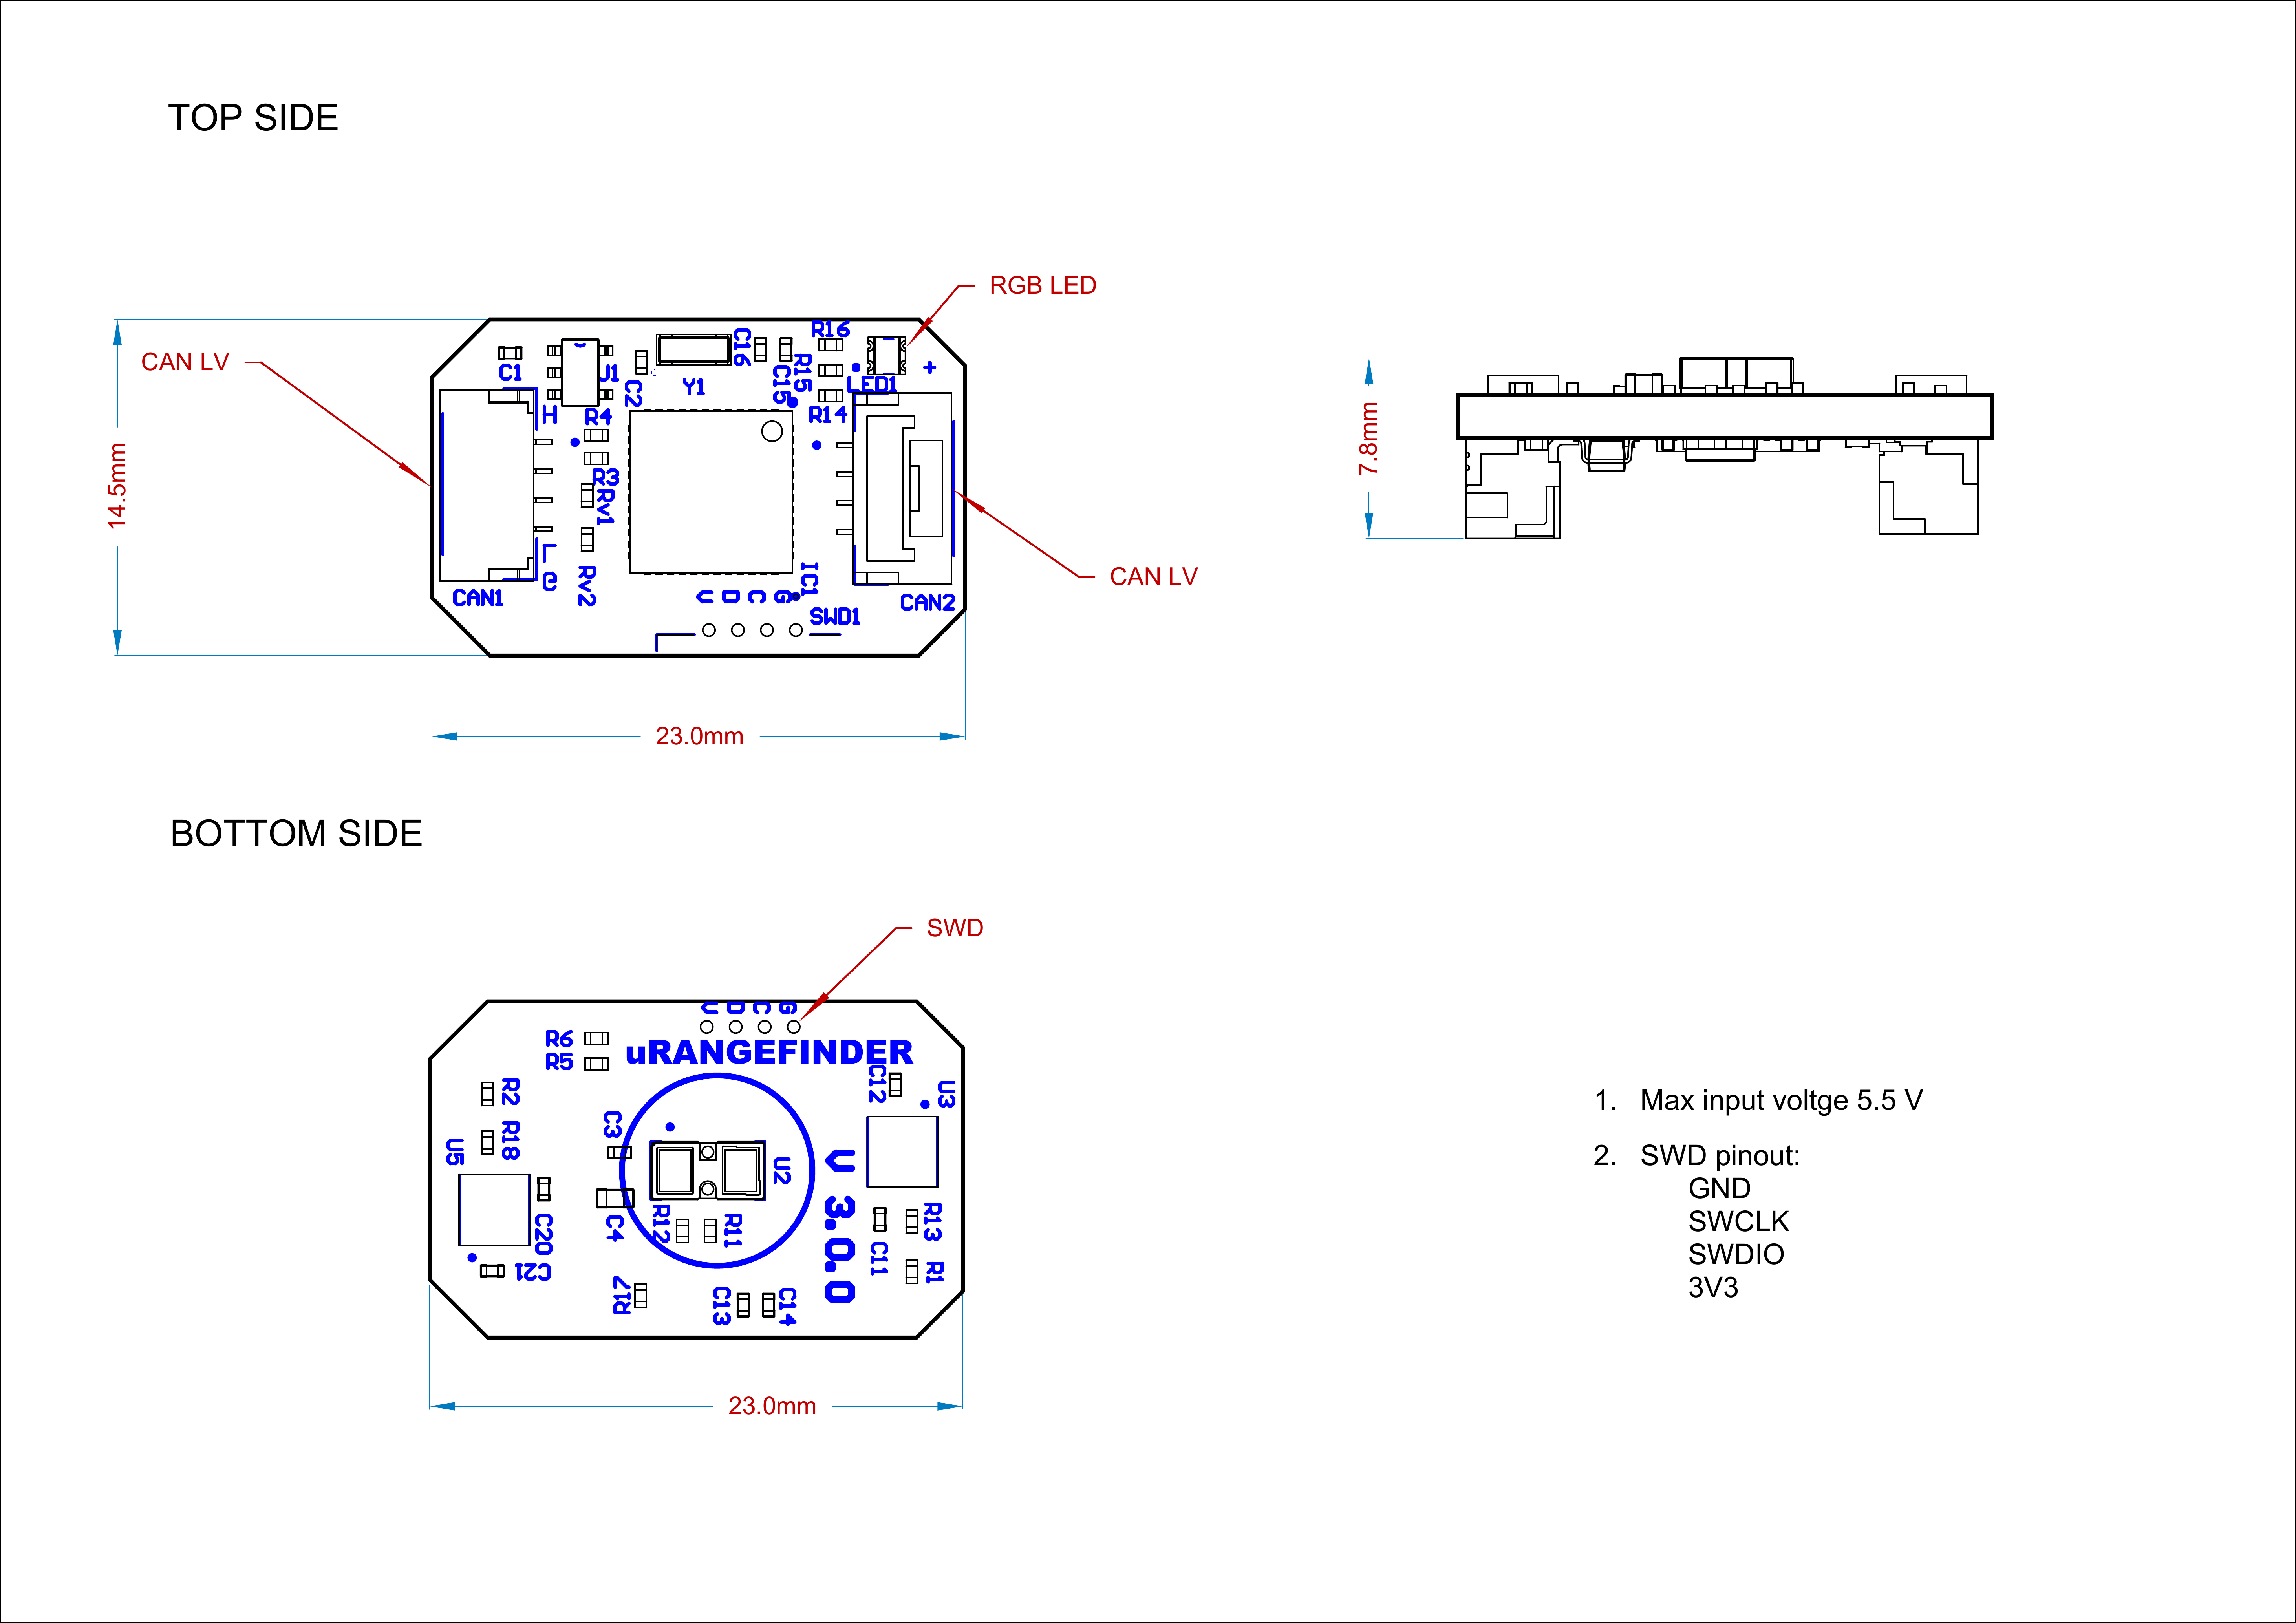 TOP SIDE
RGB LED
CAN LV
14.5mm
C1
U1
C2
Y1
C16
C15
R15
R16
LED1
+
R14
H
R4
R3
RV1
RV2
L
G
CAN1
IC1
V D C G
SWD1
CAN2
CAN LV
23.0mm
7.8mm
BOTTOM SIDE
SWD
V D C G
R6
R5
uRANGEFINDER
C12
U3
R2
R18
U5
C3
U2
V 3.0.0
C20
C21
C4
R12
R11
R17
C13
C14
C11
R13
R1
23.0mm
1. Max input voltge 5.5 V
2. SWD pinout:
GND
SWCLK
SWDIO
3V3